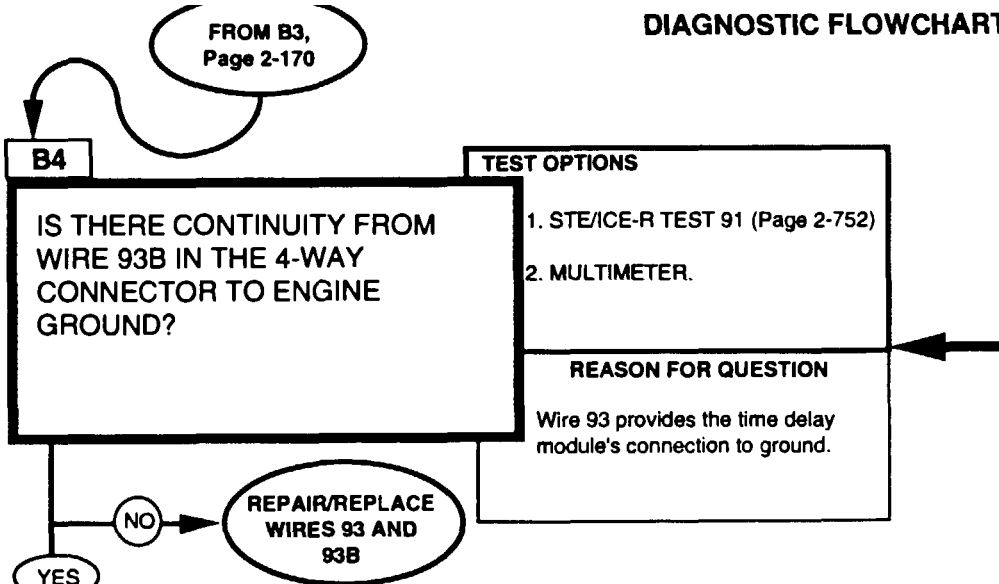 DIAGNOSTIC FLOWCHART
FROM B3,
Page 2-170
B4
IS THERE CONTINUITY FROM
WIRE 93B IN THE 4-WAY
CONNECTOR TO ENGINE
GROUND?
TEST OPTIONS
1. STE/ICE-R TEST 91 (Page 2-752)
2. MULTIMETER.
REASON FOR QUESTION
Wire 93 provides the time delay
module's connection to ground.
NO
REPAIR/REPLACE
WIRES 93 AND
93B
YES